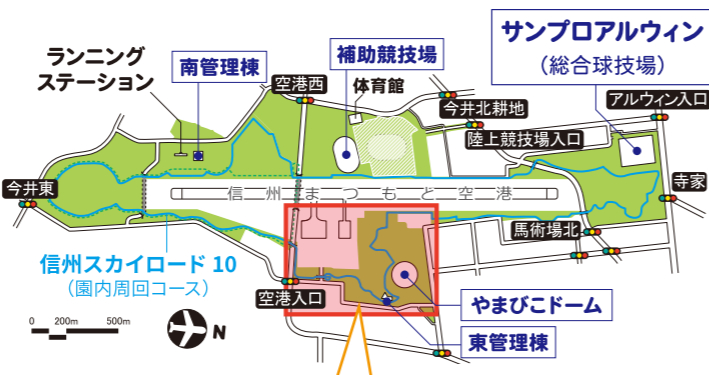 サンプロアルウィン
(総合球技場)
ランニング
ステーション
南管理棟
空港西
補助競技場
体育館
今井北耕地
陸上競技場入口
アルウィン入口
今井東
信州まつもと空港
寺家
馬術場北
信州スカイロード 10
(園内周回コース)
空港入口
やまびこドーム
東管理棟
0 200m 500m
N